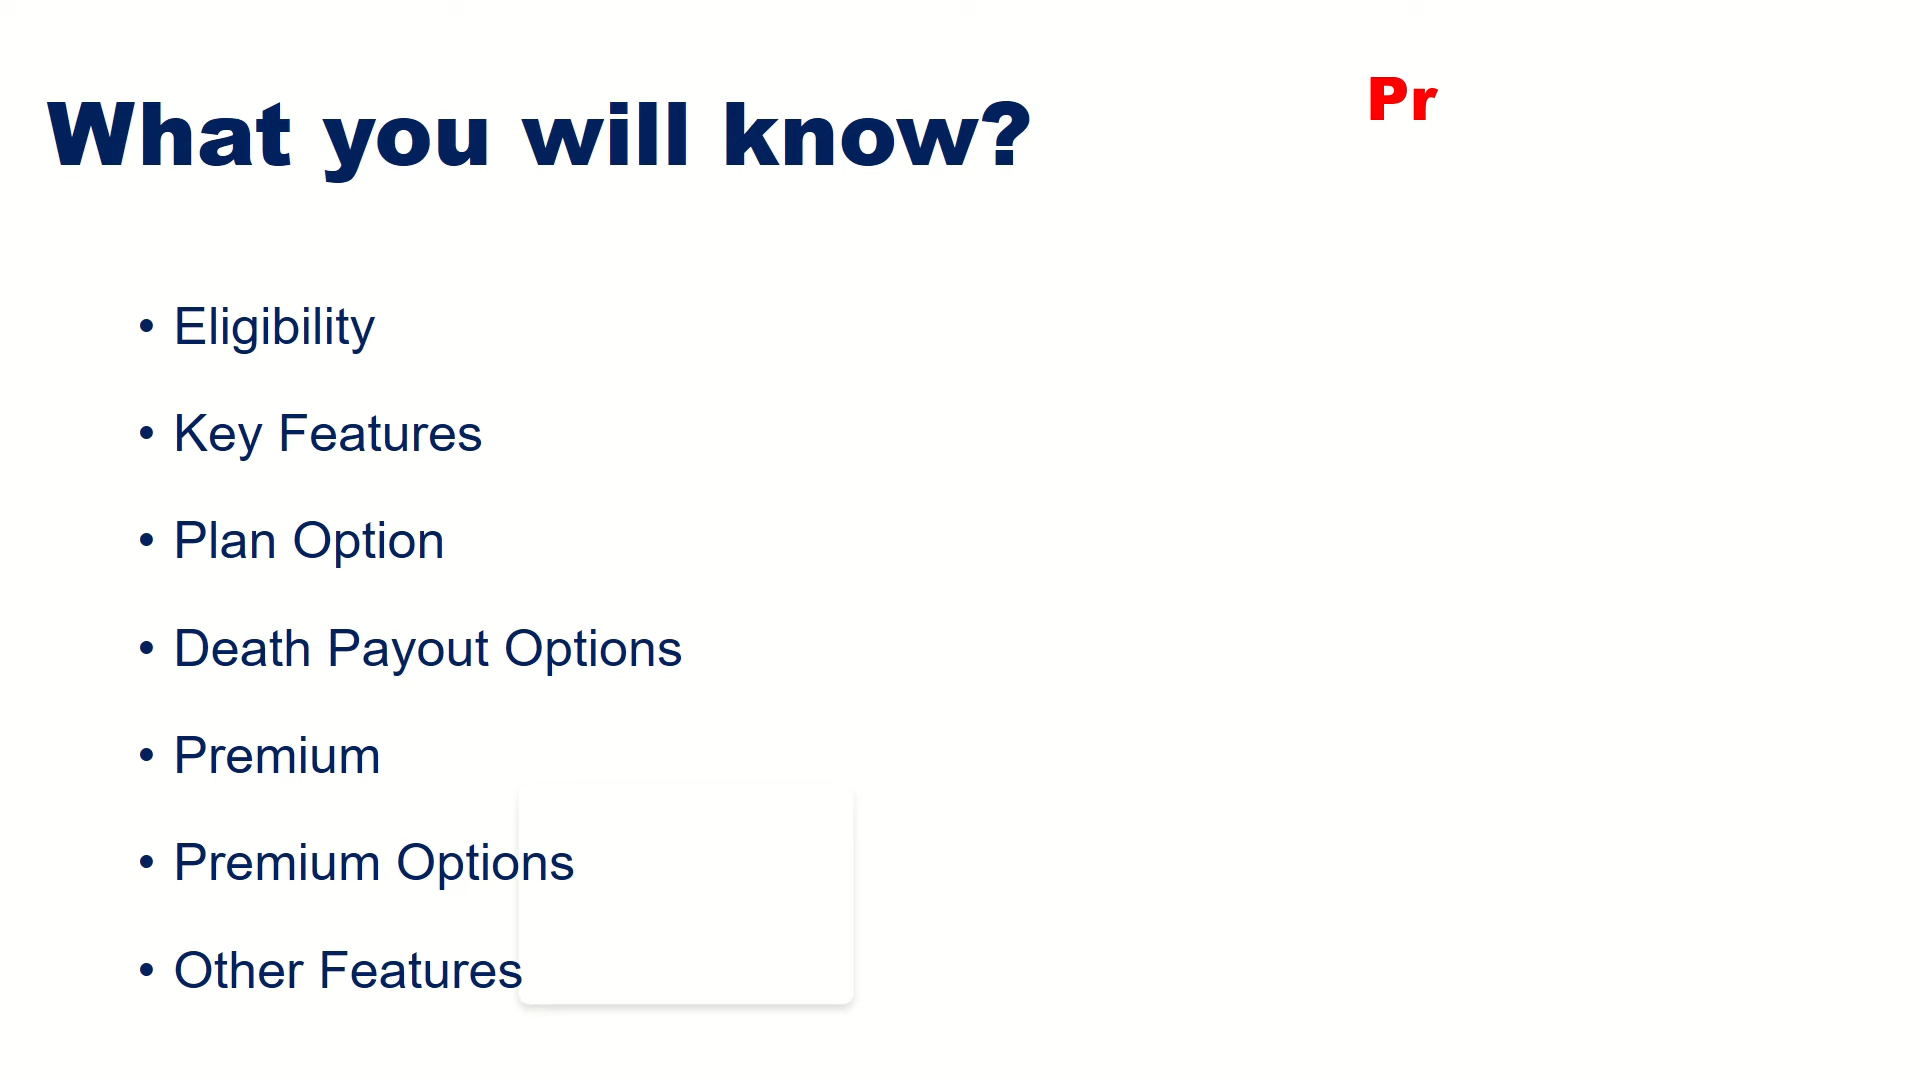 What you will know?
Pr
• Eligibility
• Key Features
• Plan Option
• Death Payout Options
• Premium
• Premium Options
• Other Features